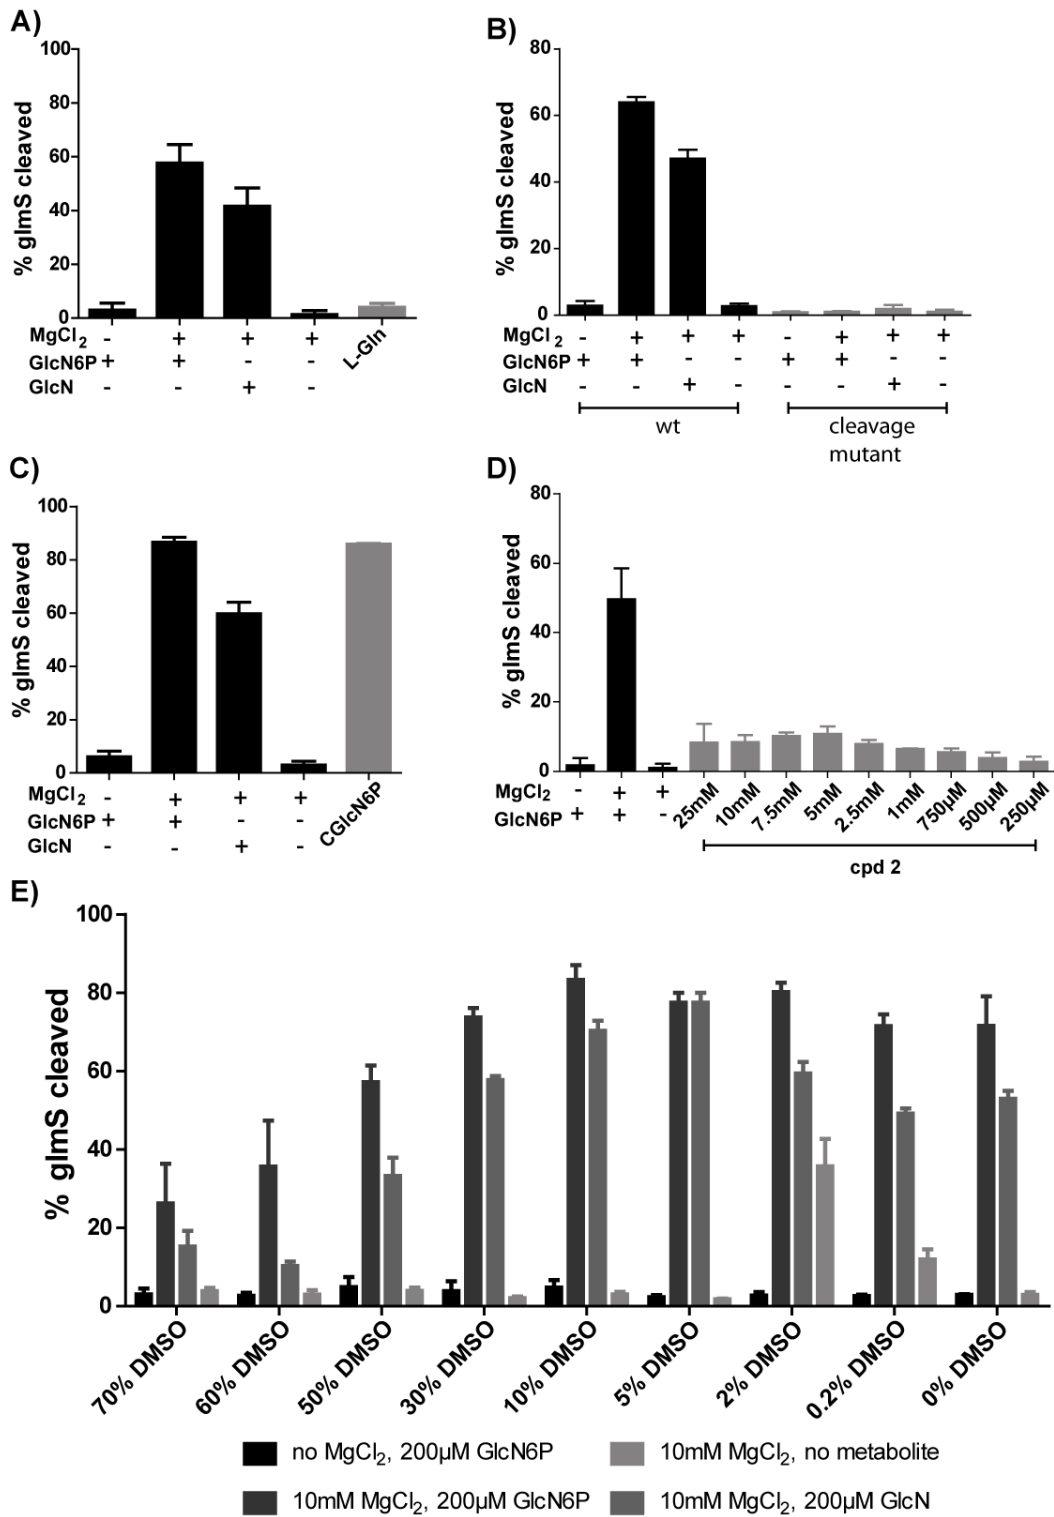 A)
% glmS cleaved
100
80
60
40
20
0
MgCl2 - + + +
GlcN6P + + - -
GlcN - - + -
L-Gln
B)
% glmS cleaved
80
60
40
20
0
MgCl2 - + + + - + + +
GlcN6P + + - - + + - -
GlcN - - + - - - + -
wt
cleavage
mutant
C)
% glmS cleaved
100
80
60
40
20
0
MgCl2 - + + +
GlcN6P + + - -
GlcN - - + -
CGlcN6P
D)
% glmS cleaved
80
60
40
20
0
MgCl2 - + +
GlcN6P + + -
25mM
10mM
7.5mM
5mM
2.5mM
1mM
750µM
500µM
250µM
cpd 2
E)
% glmS cleaved
100
80
60
40
20
0
70% DMSO
60% DMSO
50% DMSO
30% DMSO
10% DMSO
5% DMSO
2% DMSO
0.2% DMSO
0% DMSO
no MgCl2, 200µM GlcN6P
10mM MgCl2, no metabolite
10mM MgCl2, 200µM GlcN6P
10mM MgCl2, 200µM GlcN